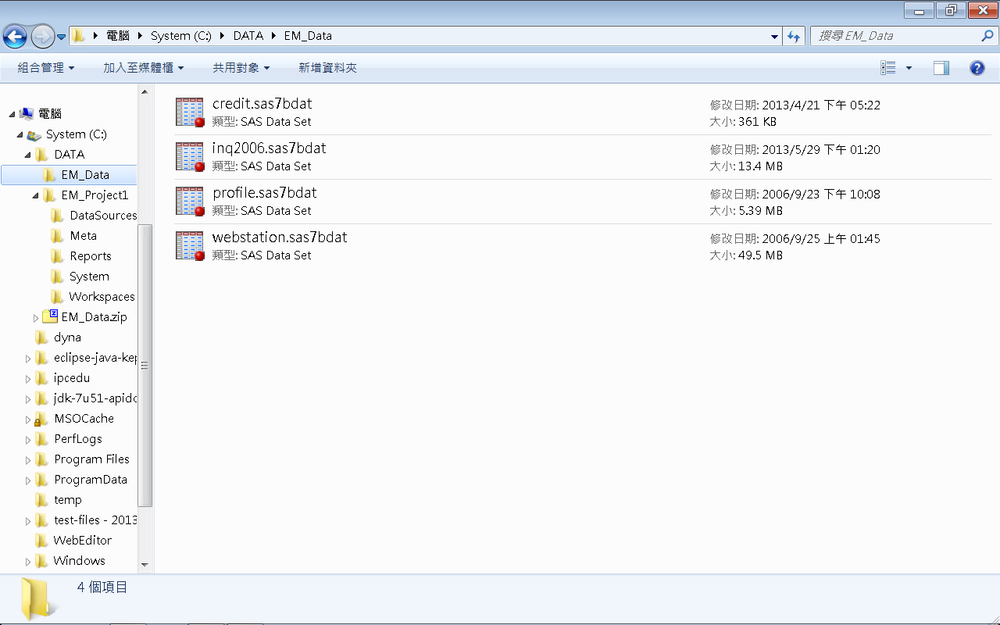 電腦 System (C:) DATA EM_Data
搜尋 EM_Data
組合管理 加入至媒體櫃 共用對象 新增資料夾
電腦
System (C:)
DATA
EM_Data
EM_Project1
DataSources
Meta
Reports
System
Workspaces
EM_Data.zip
dyna
eclipse-java-kep
ipcedu
jdk-7u51-apidc
MSOCache
PerfLogs
Program Files
ProgramData
temp
test-files - 2013
WebEditor
Windows
credit.sas7bdat
類型: SAS Data Set
修改日期: 2013/4/21 下午 05:22
大小: 361 KB
inq2006.sas7bdat
類型: SAS Data Set
修改日期: 2013/5/29 下午 01:20
大小: 13.4 MB
profile.sas7bdat
類型: SAS Data Set
修改日期: 2006/9/23 下午 10:08
大小: 5.39 MB
webstation.sas7bdat
類型: SAS Data Set
修改日期: 2006/9/25 上午 01:45
大小: 49.5 MB
4 個項目